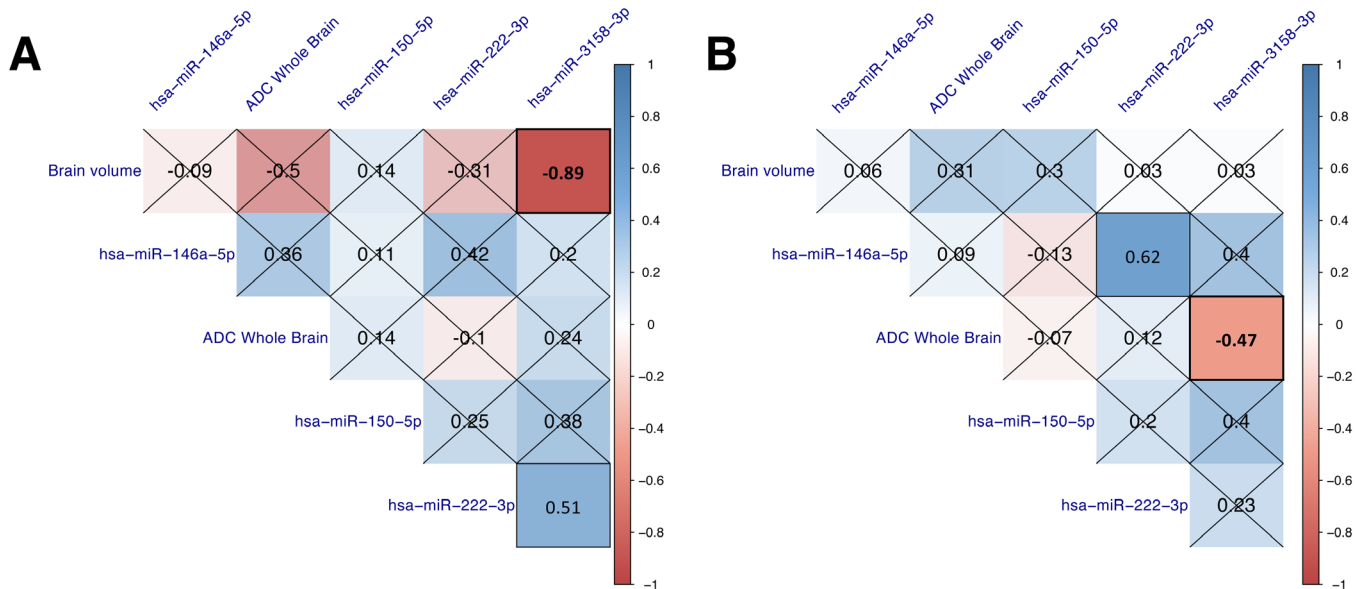 A
hsa−miR−146a−5p
ADC Whole Brain
hsa−miR−150−5p
hsa−miR−222−3p
hsa−miR−3158−3p
Brain volume
-0.09
-0.5
0.14
-0.31
-0.89
hsa−miR−146a−5p
0.36
0.11
0.42
0.2
ADC Whole Brain
0.14
-0.1
0.24
hsa−miR−150−5p
0.25
0.38
hsa−miR−222−3p
0.51
1
0.8
0.6
0.4
0.2
0
−0.2
−0.4
−0.6
−0.8
−1
B
hsa−miR−146a−5p
ADC Whole Brain
hsa−miR−150−5p
hsa−miR−222−3p
hsa−miR−3158−3p
Brain volume
0.06
0.31
0.3
0.03
0.03
hsa−miR−146a−5p
0.09
-0.13
0.62
0.4
ADC Whole Brain
-0.07
0.12
-0.47
hsa−miR−150−5p
0.2
0.4
hsa−miR−222−3p
0.23
1
0.8
0.6
0.4
0.2
0
−0.2
−0.4
−0.6
−0.8
−1